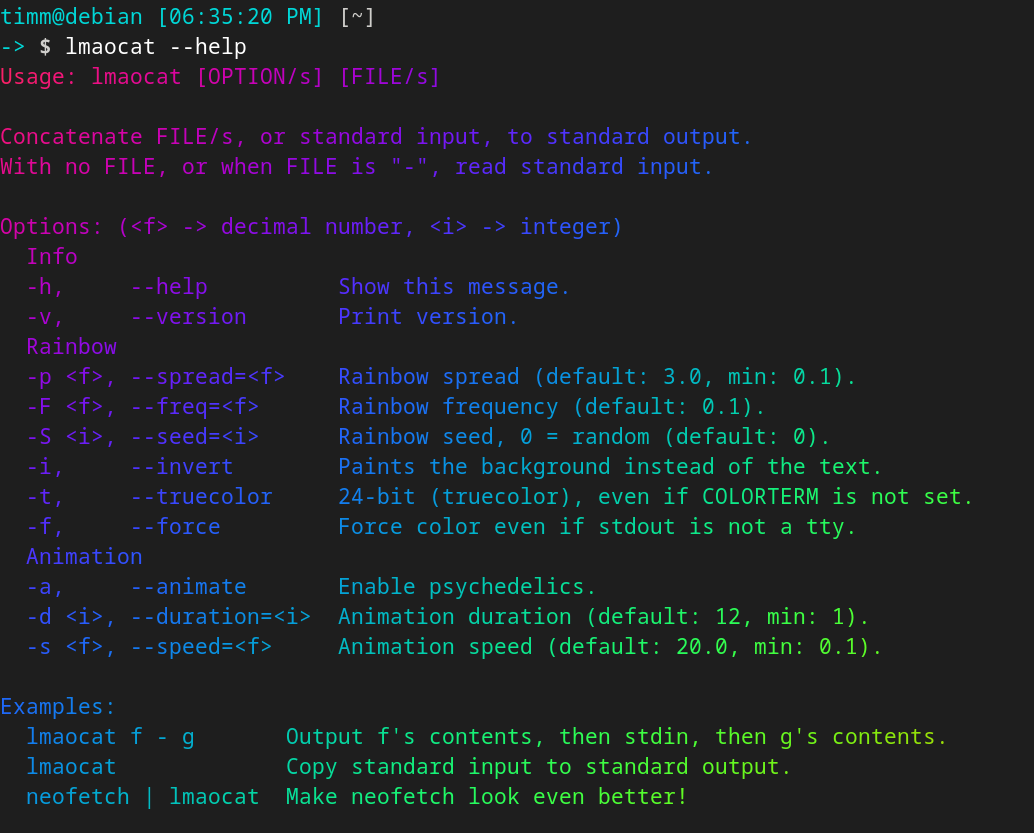 timm@debian [06:35:20 PM] [~]
-> $ lmaocat --help
Usage: lmaocat [OPTION/s] [FILE/s]

Concatenate FILE/s, or standard input, to standard output.
With no FILE, or when FILE is "-", read standard input.

Options: (<f> -> decimal number, <i> -> integer)
  Info
  -h,     --help          Show this message.
  -v,     --version       Print version.
  Rainbow
  -p <f>, --spread=<f>    Rainbow spread (default: 3.0, min: 0.1).
  -F <f>, --freq=<f>      Rainbow frequency (default: 0.1).
  -S <i>, --seed=<i>      Rainbow seed, 0 = random (default: 0).
  -i,     --invert        Paints the background instead of the text.
  -t,     --truecolor     24-bit (truecolor), even if COLORTERM is not set.
  -f,     --force         Force color even if stdout is not a tty.
  Animation
  -a,     --animate       Enable psychedelics.
  -d <i>, --duration=<i>  Animation duration (default: 12, min: 1).
  -s <f>, --speed=<f>     Animation speed (default: 20.0, min: 0.1).

Examples:
  lmaocat f - g       Output f's contents, then stdin, then g's contents.
  lmaocat             Copy standard input to standard output.
  neofetch | lmaocat  Make neofetch look even better!